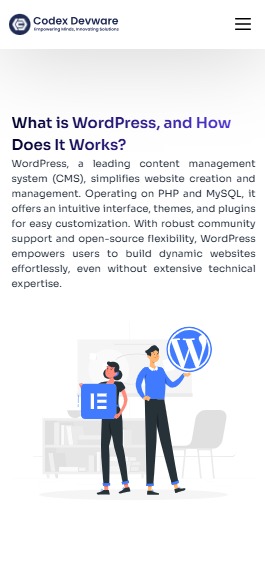 Codex Devware
Empowering Minds, Innovating Solutions
What is WordPress, and How
Does It Works?
WordPress, a leading content management
system (CMS), simplifies website creation and
management. Operating on PHP and MySQL, it
offers an intuitive interface, themes, and plugins
for easy customization. With robust community
support and open-source flexibility, WordPress
empowers users to build dynamic websites
effortlessly, even without extensive technical
expertise.